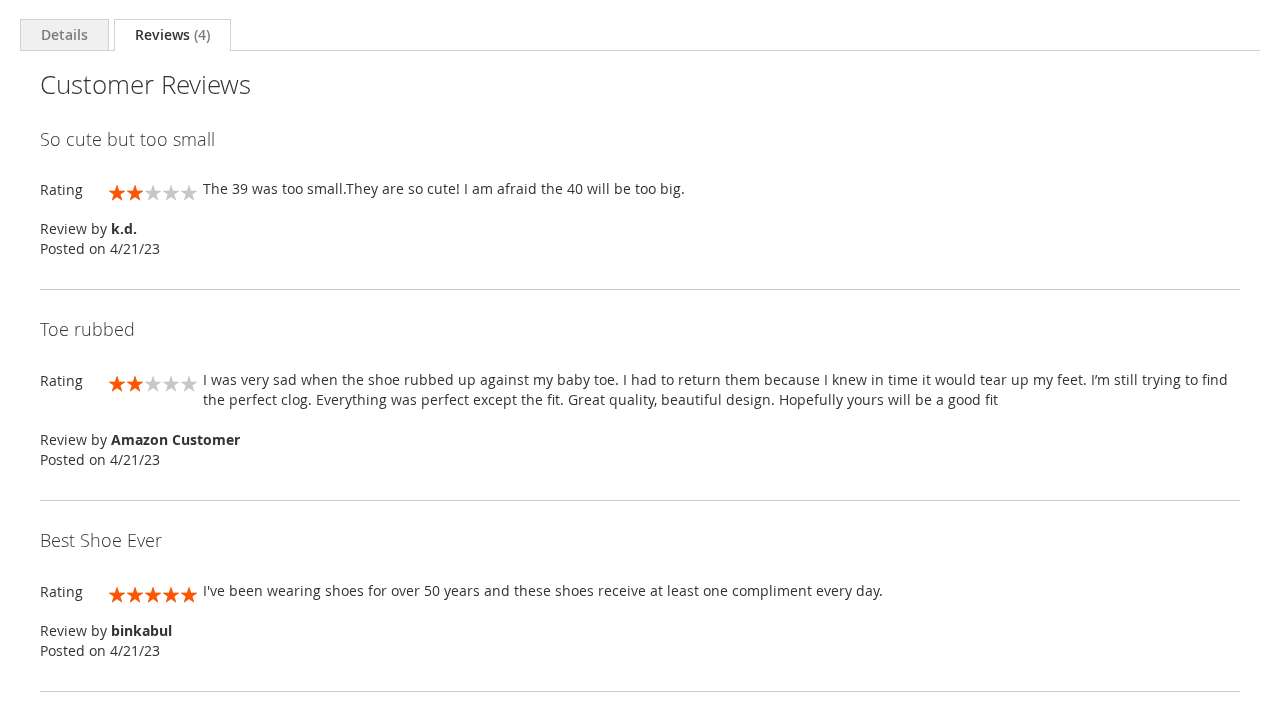 Details
Reviews (4)
Customer Reviews
So cute but too small
Rating
The 39 was too small.They are so cute! I am afraid the 40 will be too big.
Review by k.d.
Posted on 4/21/23
Toe rubbed
Rating
I was very sad when the shoe rubbed up against my baby toe. I had to return them because I knew in time it would tear up my feet. I’m still trying to find
the perfect clog. Everything was perfect except the fit. Great quality, beautiful design. Hopefully yours will be a good fit
Review by Amazon Customer
Posted on 4/21/23
Best Shoe Ever
Rating
I've been wearing shoes for over 50 years and these shoes receive at least one compliment every day.
Review by binkabul
Posted on 4/21/23